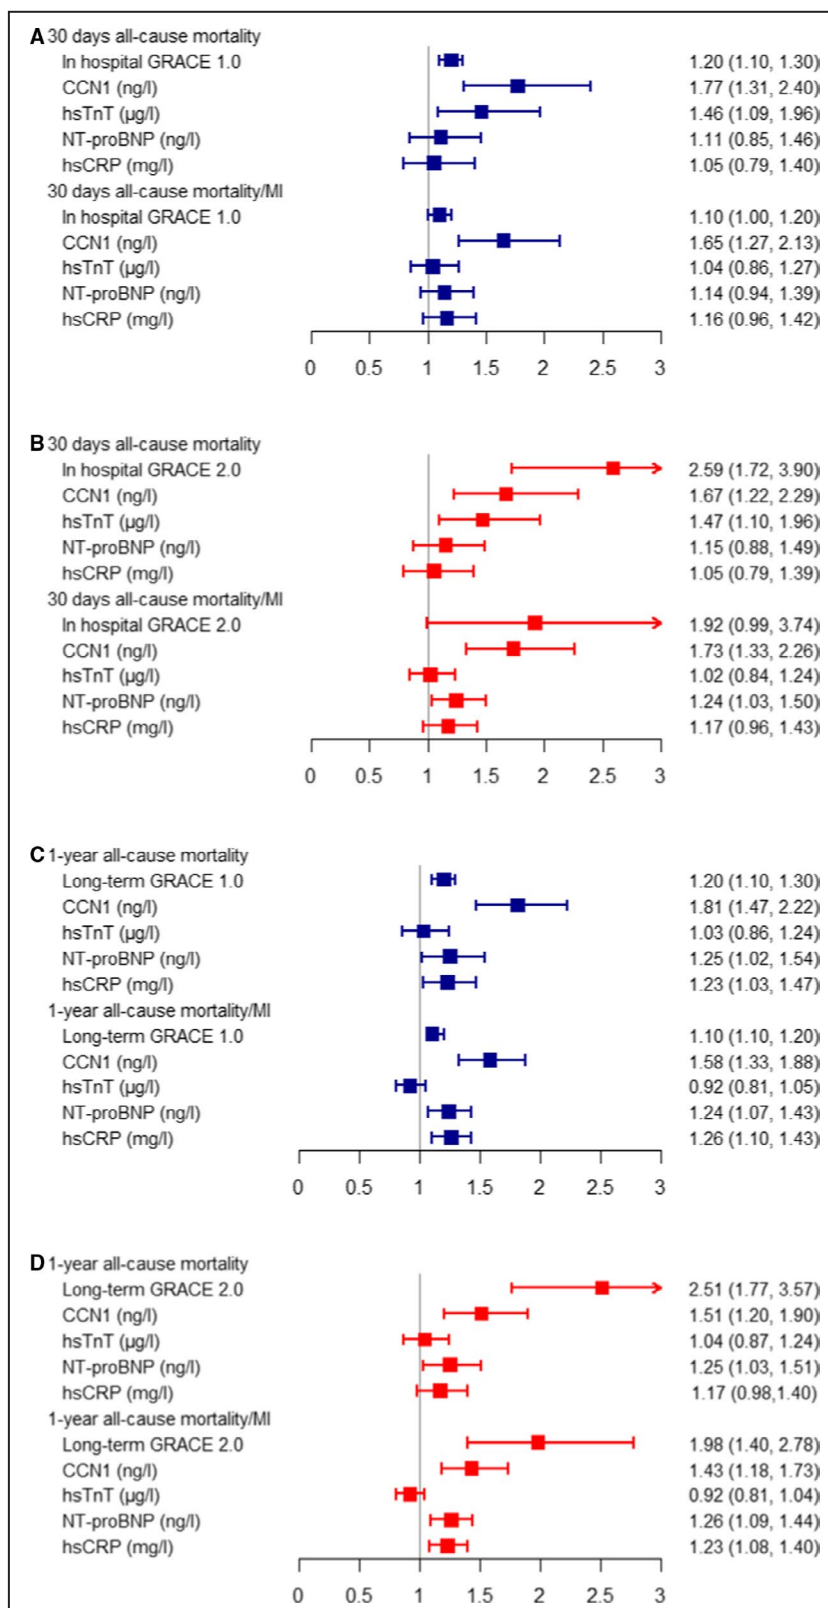 A 30 days all-cause mortality
In hospital GRACE 1.0 1.20 (1.10, 1.30)
CCN1 (ng/l) 1.77 (1.31, 2.40)
hsTnT (µg/l) 1.46 (1.09, 1.96)
NT-proBNP (ng/l) 1.11 (0.85, 1.46)
hsCRP (mg/l) 1.05 (0.79, 1.40)
30 days all-cause mortality/MI
In hospital GRACE 1.0 1.10 (1.00, 1.20)
CCN1 (ng/l) 1.65 (1.27, 2.13)
hsTnT (µg/l) 1.04 (0.86, 1.27)
NT-proBNP (ng/l) 1.14 (0.94, 1.39)
hsCRP (mg/l) 1.16 (0.96, 1.42)
0 0.5 1 1.5 2 2.5 3
B 30 days all-cause mortality
In hospital GRACE 2.0 2.59 (1.72, 3.90)
CCN1 (ng/l) 1.67 (1.22, 2.29)
hsTnT (µg/l) 1.47 (1.10, 1.96)
NT-proBNP (ng/l) 1.15 (0.88, 1.49)
hsCRP (mg/l) 1.05 (0.79, 1.39)
30 days all-cause mortality/MI
In hospital GRACE 2.0 1.92 (0.99, 3.74)
CCN1 (ng/l) 1.73 (1.33, 2.26)
hsTnT (µg/l) 1.02 (0.84, 1.24)
NT-proBNP (ng/l) 1.24 (1.03, 1.50)
hsCRP (mg/l) 1.17 (0.96, 1.43)
0 0.5 1 1.5 2 2.5 3
C 1-year all-cause mortality
Long-term GRACE 1.0 1.20 (1.10, 1.30)
CCN1 (ng/l) 1.81 (1.47, 2.22)
hsTnT (µg/l) 1.03 (0.86, 1.24)
NT-proBNP (ng/l) 1.25 (1.02, 1.54)
hsCRP (mg/l) 1.23 (1.03, 1.47)
1-year all-cause mortality/MI
Long-term GRACE 1.0 1.10 (1.10, 1.20)
CCN1 (ng/l) 1.58 (1.33, 1.88)
hsTnT (µg/l) 0.92 (0.81, 1.05)
NT-proBNP (ng/l) 1.24 (1.07, 1.43)
hsCRP (mg/l) 1.26 (1.10, 1.43)
0 0.5 1 1.5 2 2.5 3
D 1-year all-cause mortality
Long-term GRACE 2.0 2.51 (1.77, 3.57)
CCN1 (ng/l) 1.51 (1.20, 1.90)
hsTnT (µg/l) 1.04 (0.87, 1.24)
NT-proBNP (ng/l) 1.25 (1.03, 1.51)
hsCRP (mg/l) 1.17 (0.98,1.40)
1-year all-cause mortality/MI
Long-term GRACE 2.0 1.98 (1.40, 2.78)
CCN1 (ng/l) 1.43 (1.18, 1.73)
hsTnT (µg/l) 0.92 (0.81, 1.04)
NT-proBNP (ng/l) 1.26 (1.09, 1.44)
hsCRP (mg/l) 1.23 (1.08, 1.40)
0 0.5 1 1.5 2 2.5 3